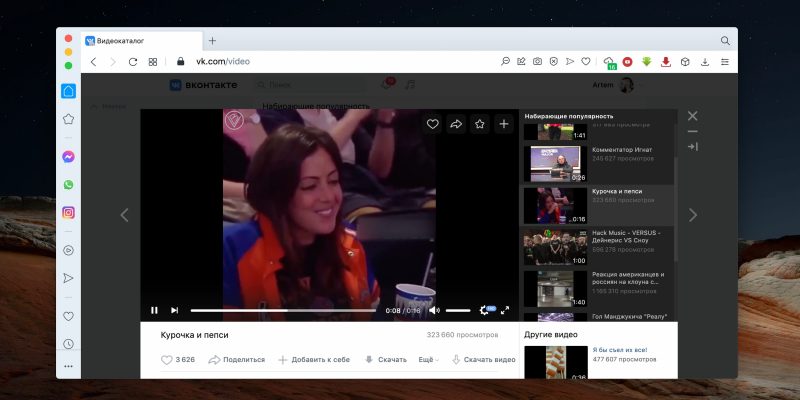 Видеокаталог
vk.com/video
16
вконтакте
Поиск
Artem
Набирающие популярность
Набирающие популярность
1:41
Комментатор Игнат
245 627 просмотров
0:26
Курочка и пепси
323 660 просмотров
0:16
Hack Music - VERSUS -
Дейнерис VS Сноу
1:00
Реакция американцев и
россиян на клоуна с...
1 165 310 просмотров
1:40
Гол Манджукича "Реалу"
0:08 / 0:16
Курочка и пепси
323 660 просмотров
3 626
Поделиться
Добавить к себе
Скачать
Ещё
Скачать видео
Другие видео
Я бы съел их все!
477 607 просмотров
0:36